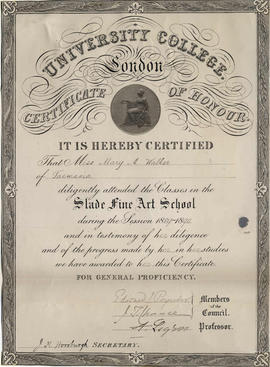 UNIVERSITY COLLEGE
London
CERTIFICATE OF HONOUR.
IT IS HEREBY CERTIFIED
That Miss Mary A. Walker
of Tasmania
diligently attended the Classes in the
Slade Fine Art School
during the Session
and in testimony of her diligence
and of the progress made by her in her studies
we have awarded to her this Certificate
FOR GENERAL PROFICIENCY.
Members
of the
Council.
Professor.
SECRETARY.